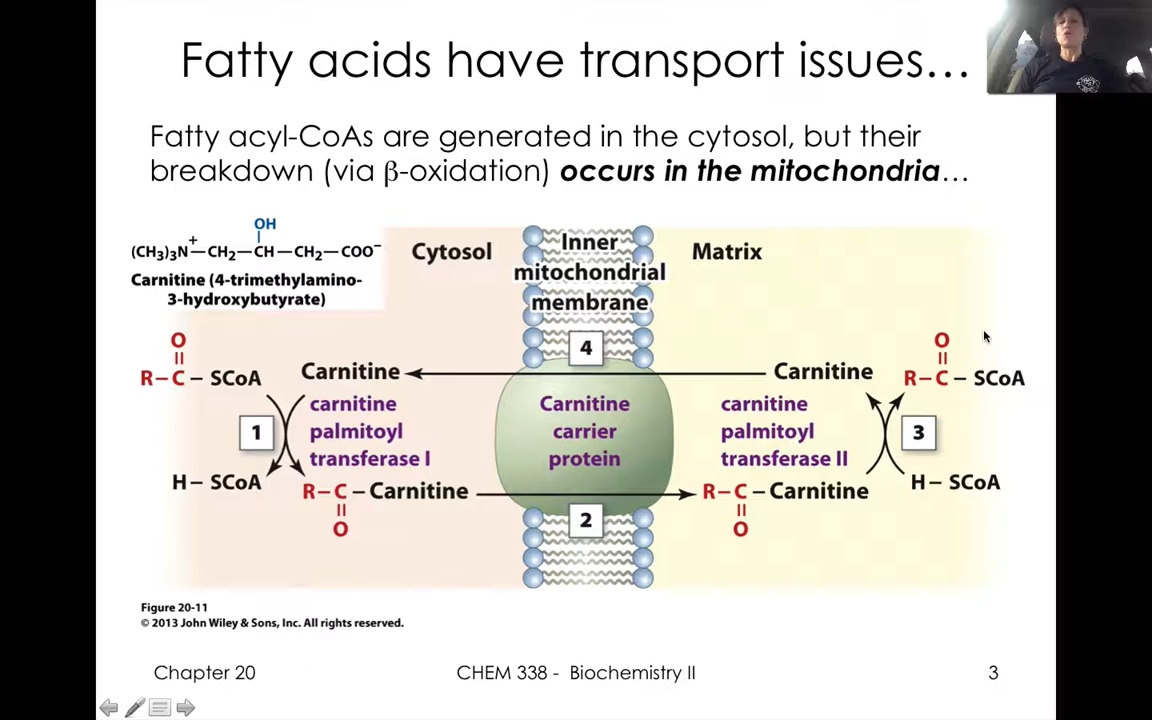 Fatty acids have transport issues…
Fatty acyl-CoAs are generated in the cytosol, but their
breakdown (via β-oxidation) occurs in the mitochondria…
OH
(CH₃)₃N⁺—CH₂—CH—CH₂—COO⁻
Carnitine (4-trimethylamino-
3-hydroxybutyrate)
Cytosol
Inner
mitochondrial
membrane
Matrix
O
R–C – SCoA
1
H – SCoA
Carnitine
carnitine
palmitoyl
transferase I
R–C – Carnitine
O
4
Carnitine
carrier
protein
2
Carnitine
carnitine
palmitoyl
transferase II
R–C – Carnitine
O
O
R–C – SCoA
3
H – SCoA
Figure 20-11
© 2013 John Wiley & Sons, Inc. All rights reserved.
Chapter 20
CHEM 338 - Biochemistry II
3